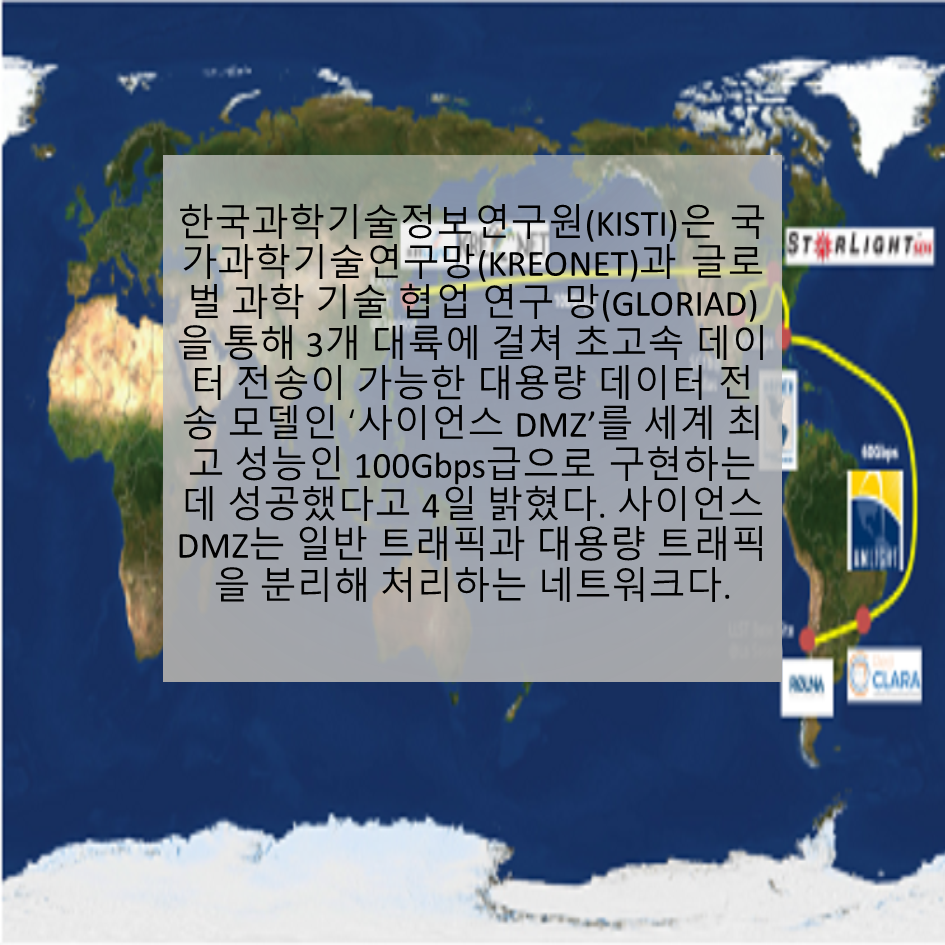 한국과학기술정보연구원(KISTI)은 국
가과학기술연구망(KREONET)과 글로
벌 과학 기술 협업 연구 망(GLORIAD)
을 통해 3개 대륙에 걸쳐 초고속 데이
터 전송이 가능한 대용량 데이터 전
송 모델인 ‘사이언스 DMZ’를 세계 최
고 성능인 100Gbps급으로 구현하는
데 성공했다고 4일 밝혔다. 사이언스
DMZ는 일반 트래픽과 대용량 트래픽
을 분리해 처리하는 네트워크다.
STARLIGHT
60Gbps
AMLIGHT
CLARA